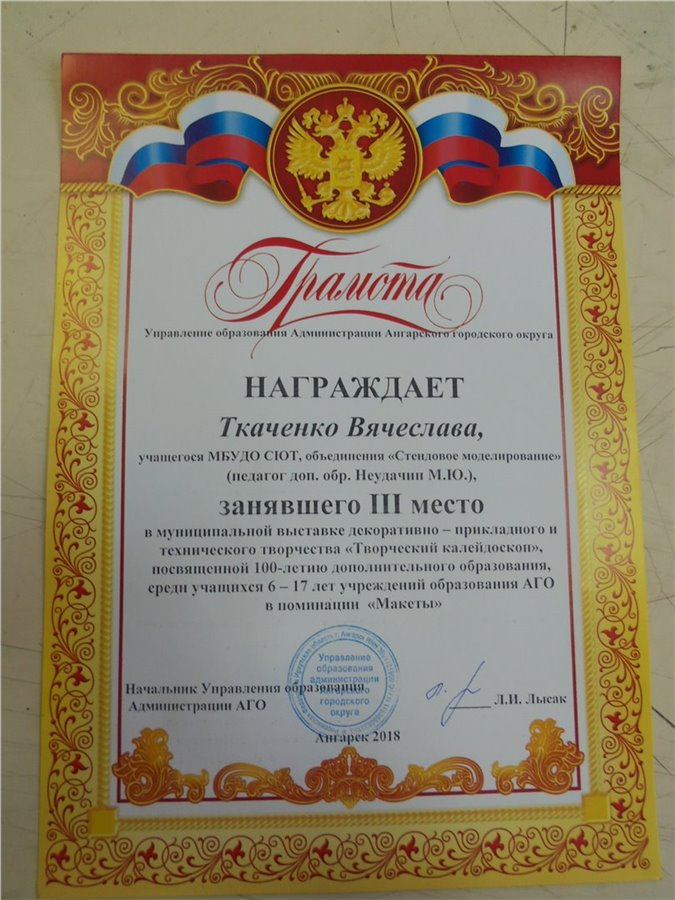 Грамота
Управление образования Администрации Ангарского городского округа
НАГРАЖДАЕТ
Ткаченко Вячеслава,
учащегося МБУДО СЮТ, объединения «Стендовое моделирование»
(педагог доп. обр. Неудачин М.Ю.),
занявшего III место
в муниципальной выставке декоративно – прикладного и
технического творчества «Творческий калейдоскоп»,
посвященной 100-летию дополнительного образования,
среди учащихся 6 – 17 лет учреждений образования АГО
в номинации «Макеты»
Управление
образования
администрации
Ангарского
городского
округа
Начальник Управления образования
Администрации АГО
Л.И. Лысак
Ангарск 2018